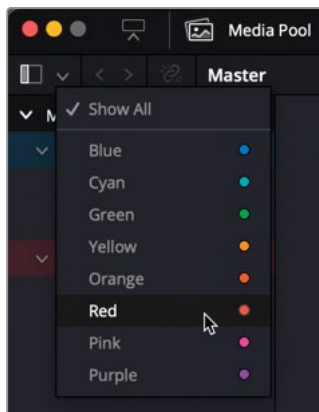 Media Pool
Master
M
Show All
Blue
Cyan
Green
Yellow
Orange
Red
Pink
Purple